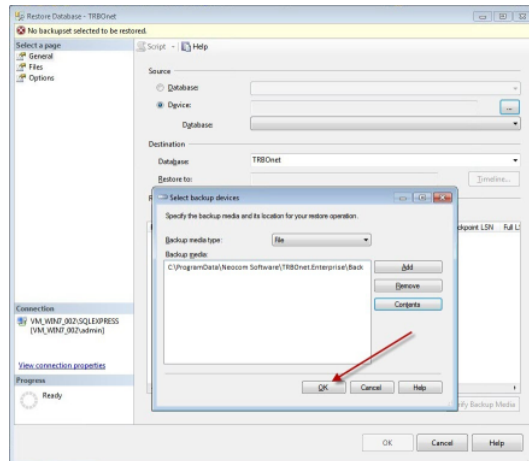 Restore Database - TRBOnet
No backupset selected to be restored.
Select a page
General
Files
Options
Script
Help
Source
Database:
Device:
...
Database:
Destination
Database:
TRBOnet
Restore to:
Timeline...
Select backup devices
Specify the backup media and its location for your restore operation.
Backup media type:
File
Backup media:
C:\ProgramData\Neocom Software\TRBOnet.Enterprise\Back
Add
Remove
Contents
OK
Cancel
Help
LSN
Full
Connection
VM_WIN7_002\SQLEXPRESS
[VM_WIN7_002\admin]
View connection properties
Progress
Ready
Backup Media
OK
Cancel
Help